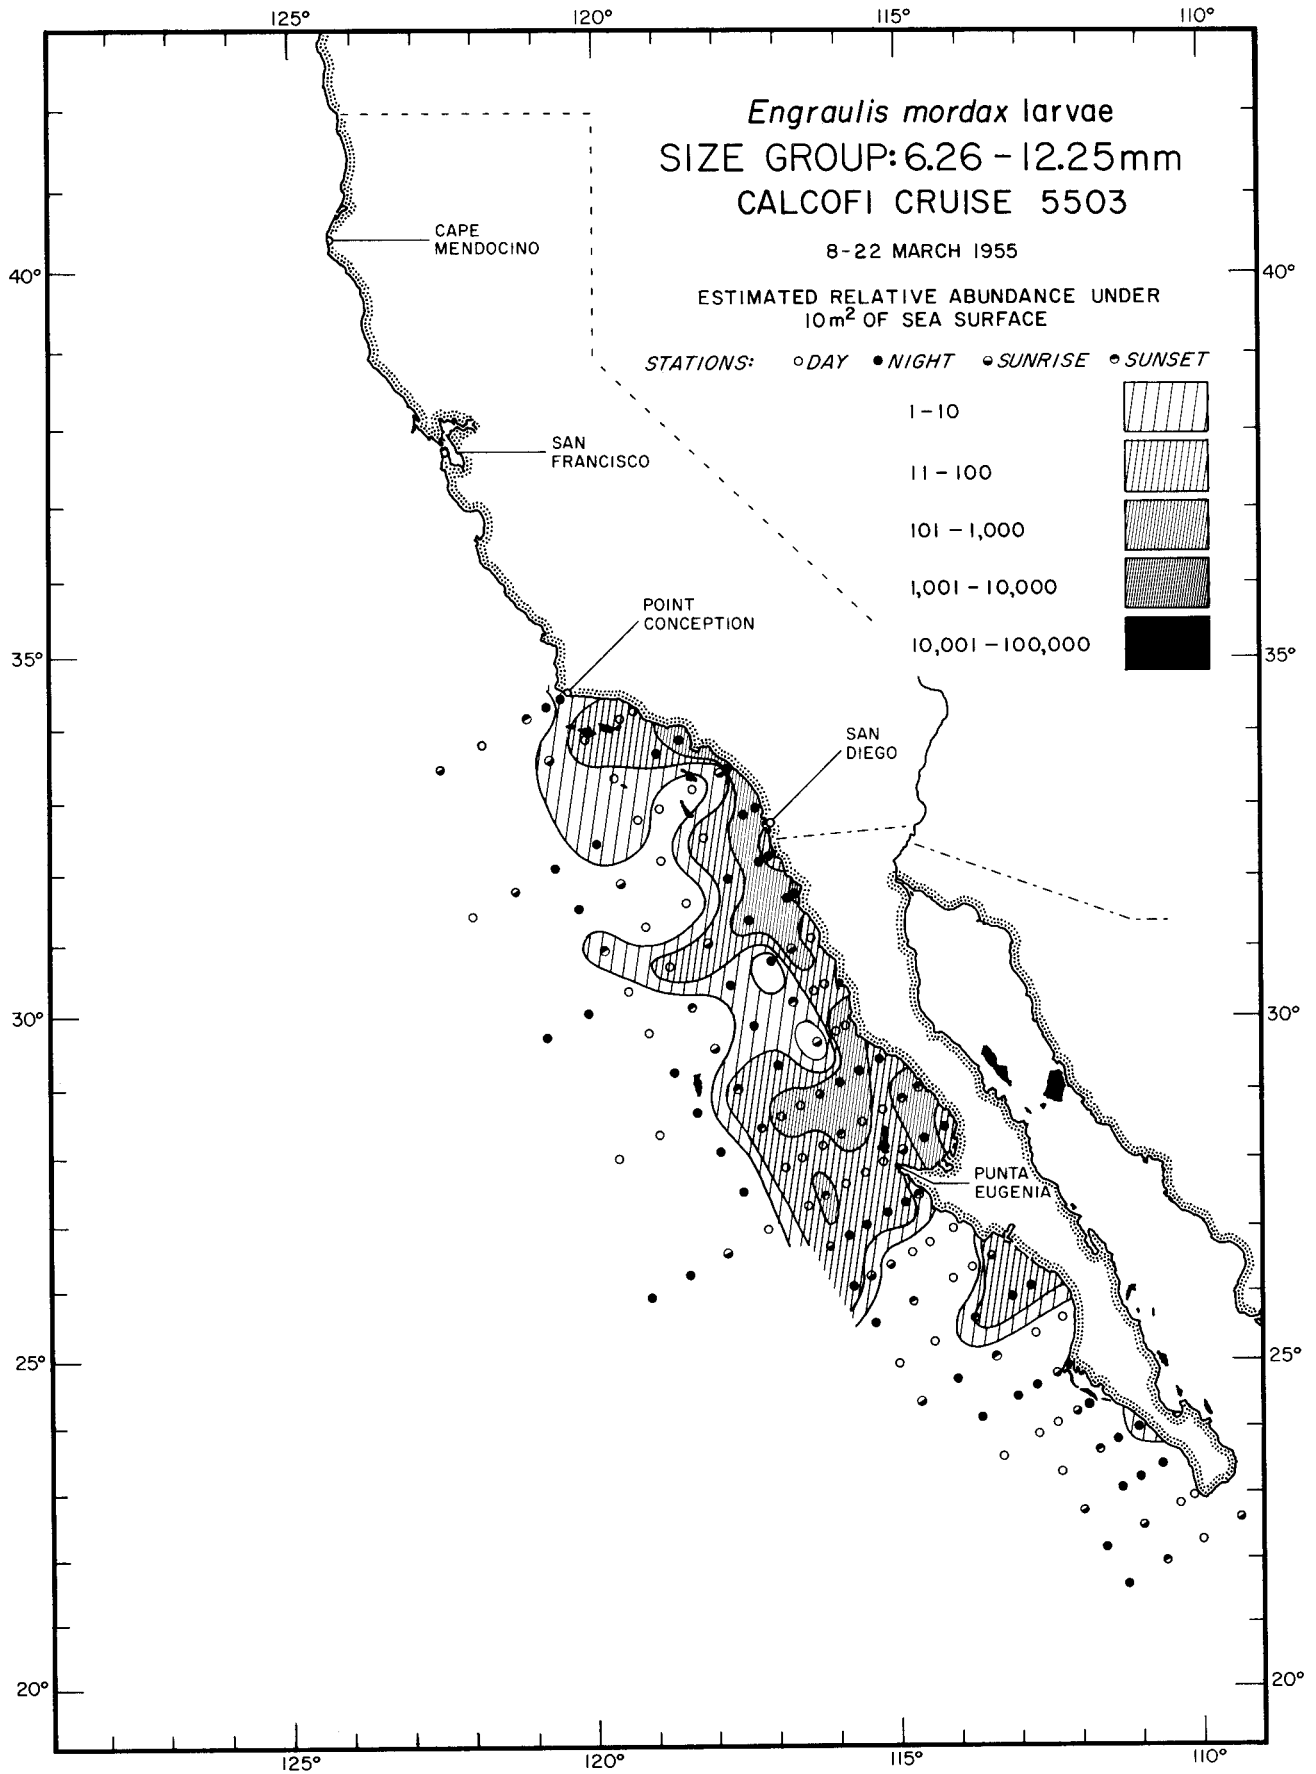 125° 120° 115° 110°
Engraulis mordax larvae
SIZE GROUP: 6.26 – 12.25mm
CALCOFI CRUISE 5503
8-22 MARCH 1955
ESTIMATED RELATIVE ABUNDANCE UNDER
10m² OF SEA SURFACE
STATIONS: DAY NIGHT SUNRISE SUNSET
1-10
11-100
101-1,000
1,001-10,000
10,001-100,000
CAPE
MENDOCINO
40° 40°
SAN
FRANCISCO
POINT
CONCEPTION
35° 35°
SAN
DIEGO
30° 30°
PUNTA
EUGENIA
25° 25°
20° 20°
125° 120° 115° 110°